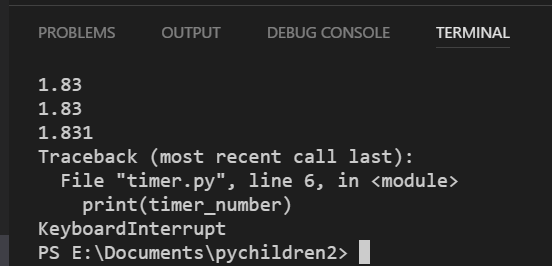 PROBLEMS OUTPUT DEBUG CONSOLE TERMINAL
1.83
1.83
1.831
Traceback (most recent call last):
  File "timer.py", line 6, in <module>
    print(timer_number)
KeyboardInterrupt
PS E:\Documents\pychildren2>